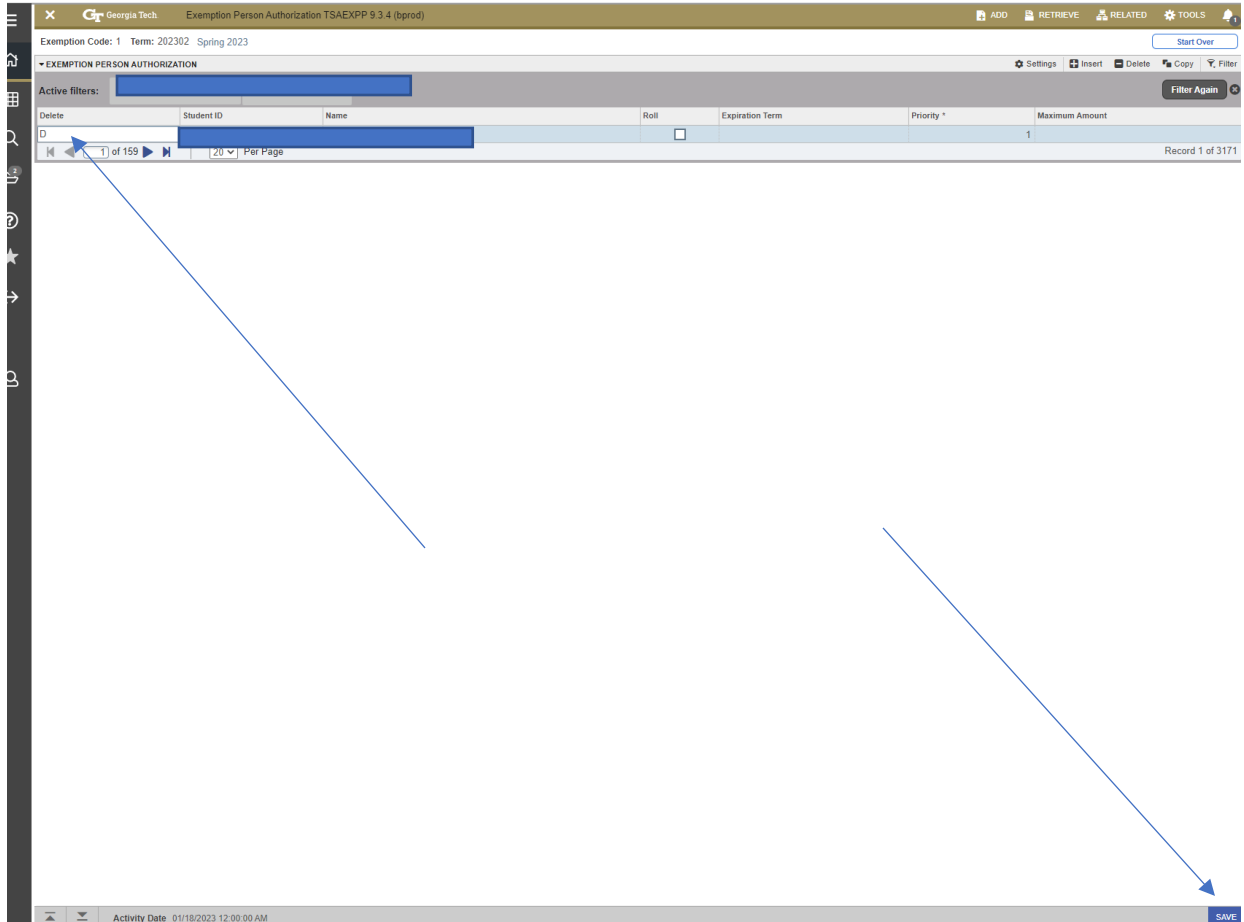 GT Georgia Tech Exemption Person Authorization TSAEXPP 9.3.4 (bprod) ADD RETRIEVE RELATED TOOLS 1
Exemption Code: 1 Term: 202302 Spring 2023 Start Over
EXEMPTION PERSON AUTHORIZATION Settings Insert Delete Copy Filter
Active filters: Filter Again
Delete Student ID Name Roll Expiration Term Priority * Maximum Amount
D 1
1 of 159 20 Per Page Record 1 of 3171
2
Activity Date 01/18/2023 12:00:00 AM SAVE